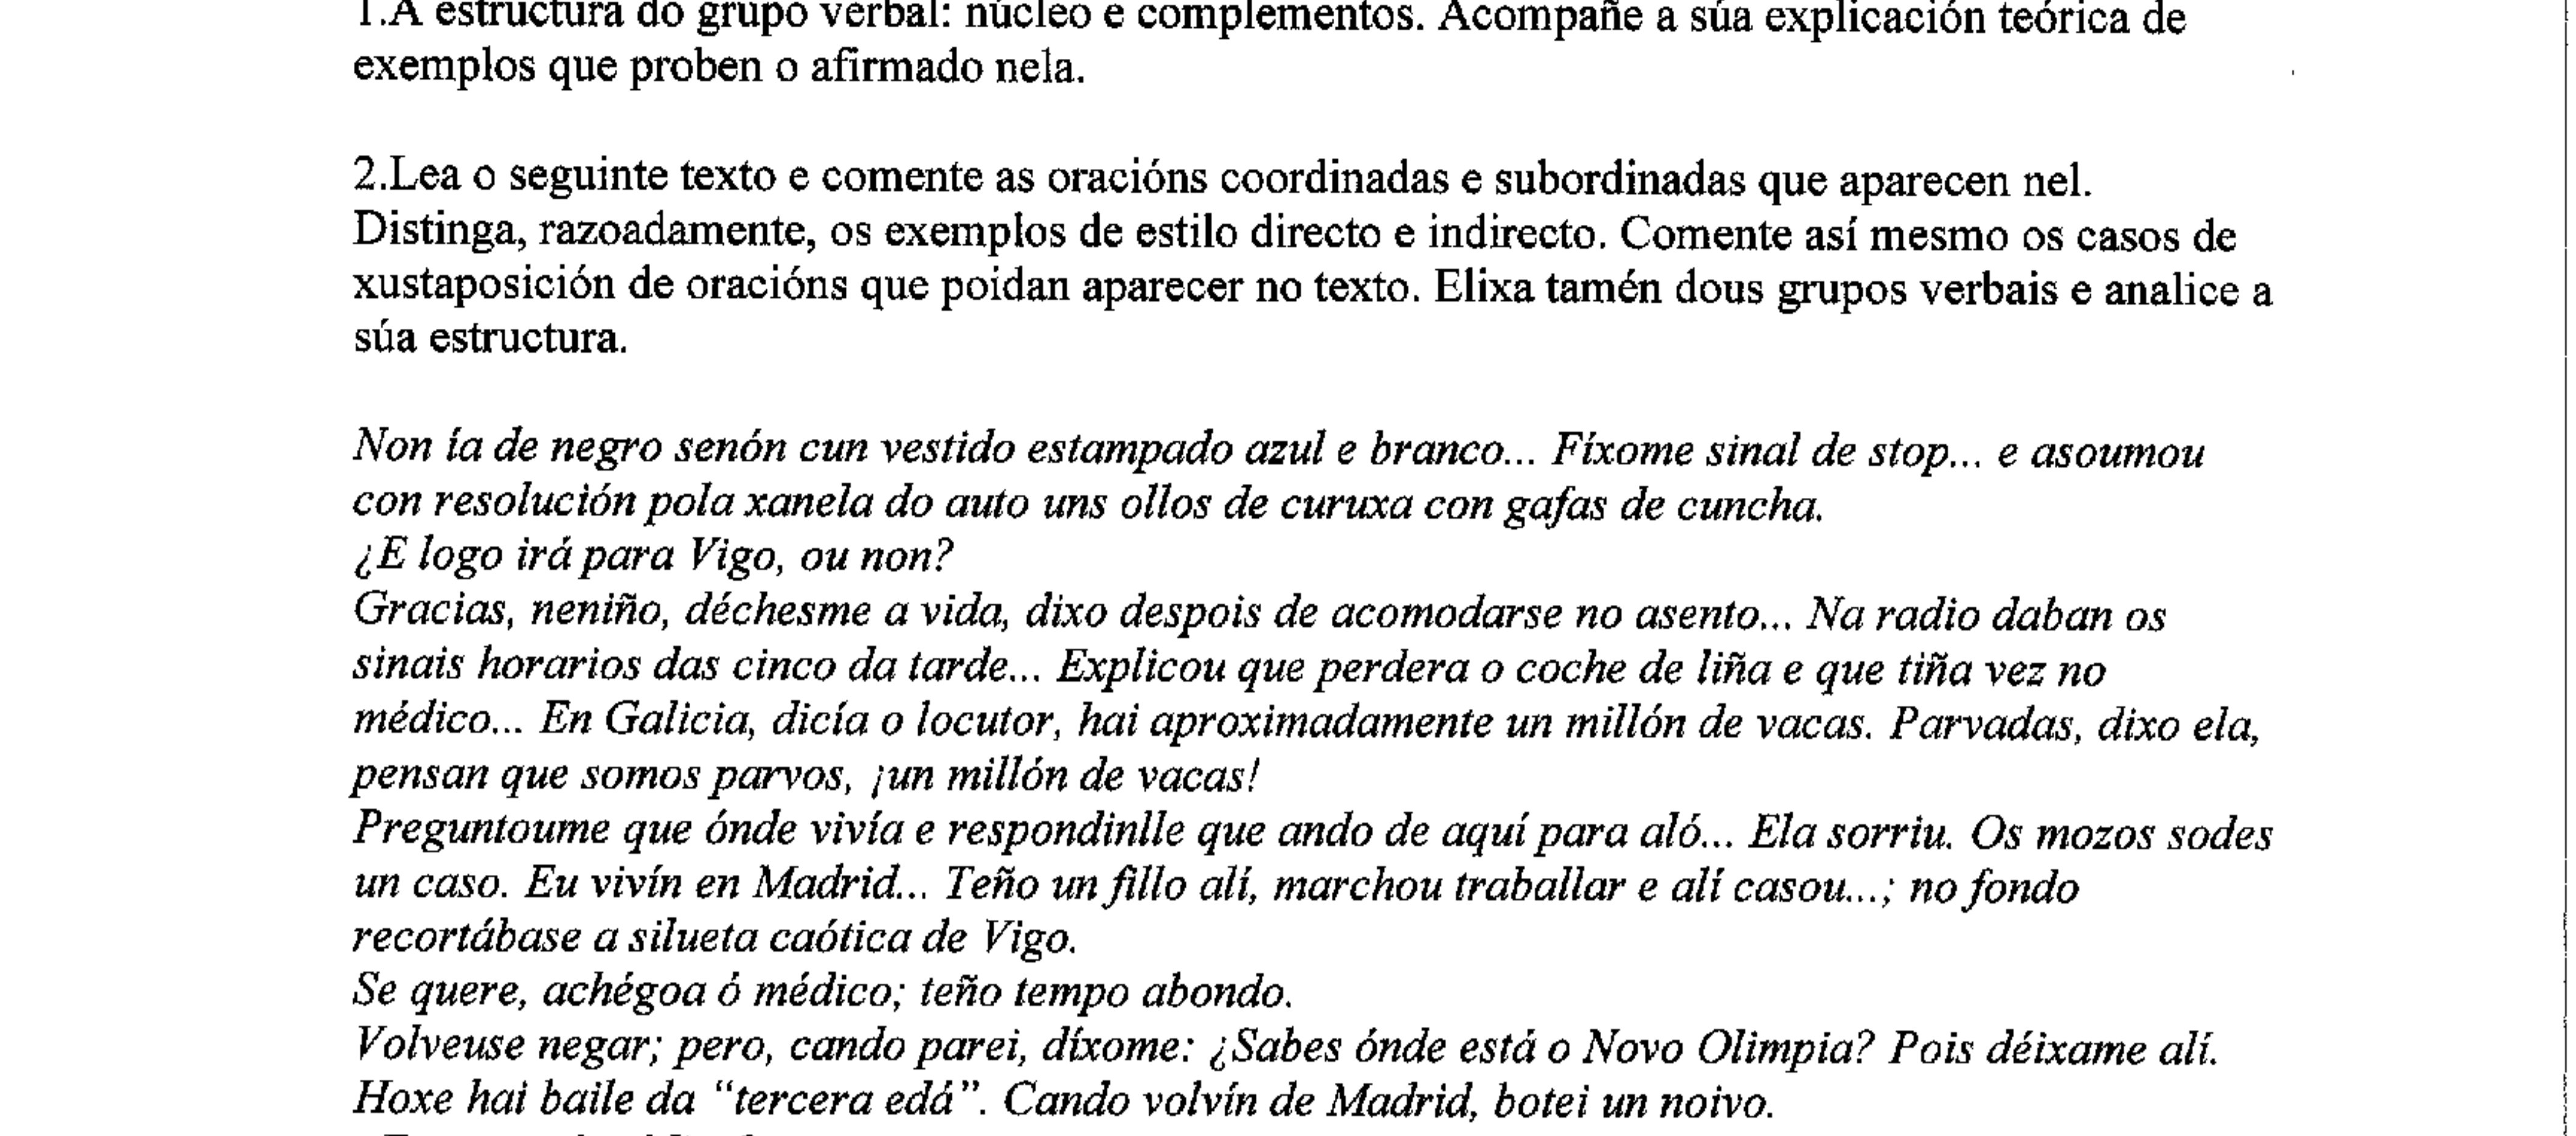 1.A estructura do grupo verbal: núcleo e complementos. Acompañe a súa explicación teórica de
exemplos que proben o afirmado nela.
2.Lea o seguinte texto e comente as oracións coordinadas e subordinadas que aparecen nel.
Distinga, razoadamente, os exemplos de estilo directo e indirecto. Comente así mesmo os casos de
xustaposición de oracións que poidan aparecer no texto. Elixa tamén dous grupos verbais e analice a
súa estructura.
Non ía de negro senón cun vestido estampado azul e branco... Fíxome sinal de stop... e asoumou
con resolución pola xanela do auto uns ollos de curuxa con gafas de cuncha.
¿E logo irá para Vigo, ou non?
Gracias, neniño, déchesme a vida, dixo despois de acomodarse no asento... Na radio daban os
sinais horarios das cinco da tarde... Explicou que perdera o coche de liña e que tiña vez no
médico... En Galicia, dicía o locutor, hai aproximadamente un millón de vacas. Parvadas, dixo ela,
pensan que somos parvos, ¡un millón de vacas!
Preguntoume que ónde vivía e respondinlle que ando de aquí para aló... Ela sorriu. Os mozos sodes
un caso. Eu vivín en Madrid... Teño un fillo alí, marchou traballar e alí casou...; no fondo
recortábase a silueta caótica de Vigo.
Se quere, achégoa ó médico; teño tempo abondo.
Volveuse negar; pero, cando parei, díxome: ¿Sabes ónde está o Novo Olimpia? Pois déixame alí.
Hoxe hai baile da “tercera edá”. Cando volvín de Madrid, botei un noivo.